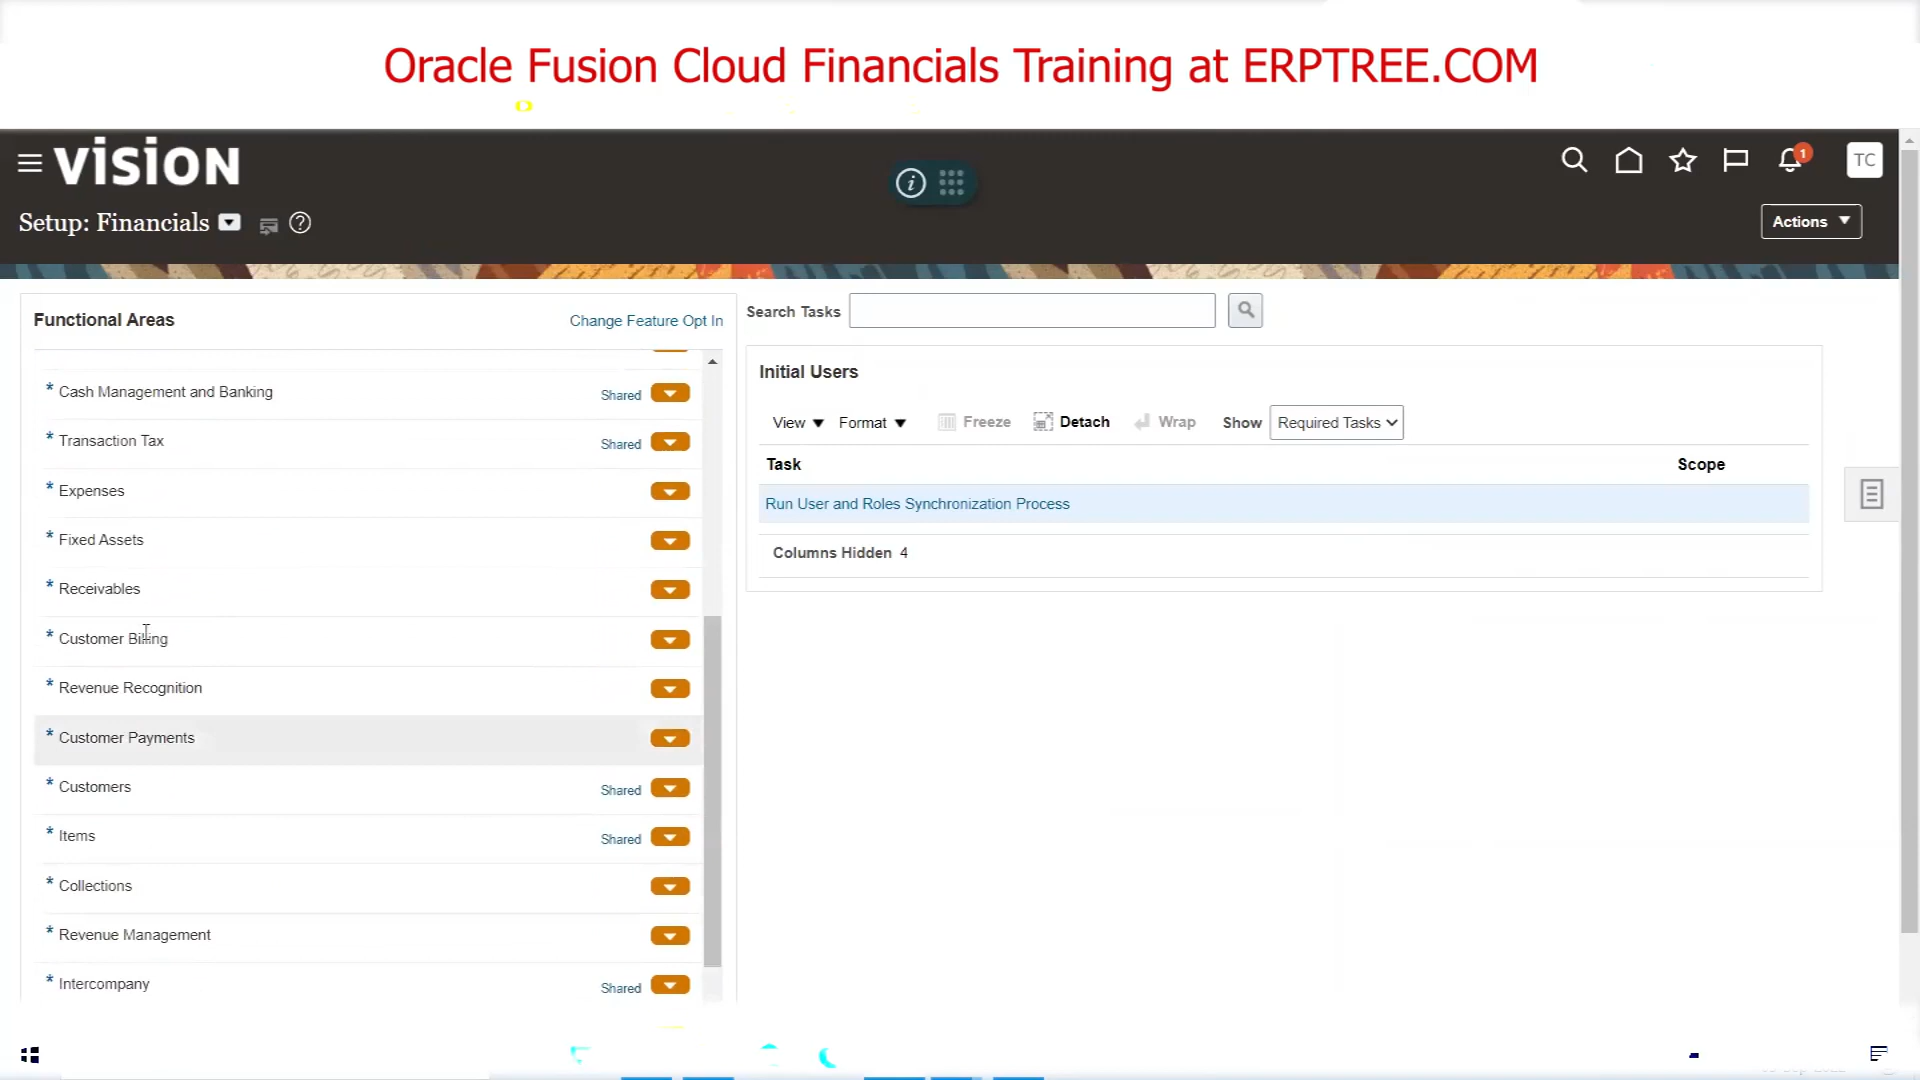 Oracle Fusion Cloud Financials Training at ERPTREE.COM
vision
1
TC
Setup: Financials
Actions
Functional Areas
Change Feature Opt In
* Cash Management and Banking Shared
* Transaction Tax Shared
* Expenses
* Fixed Assets
* Receivables
* Customer Billing
* Revenue Recognition
* Customer Payments
* Customers Shared
* Items Shared
* Collections
* Revenue Management
* Intercompany Shared
Search Tasks
Initial Users
View Format Freeze Detach Wrap Show Required Tasks
Task Scope
Run User and Roles Synchronization Process
Columns Hidden 4